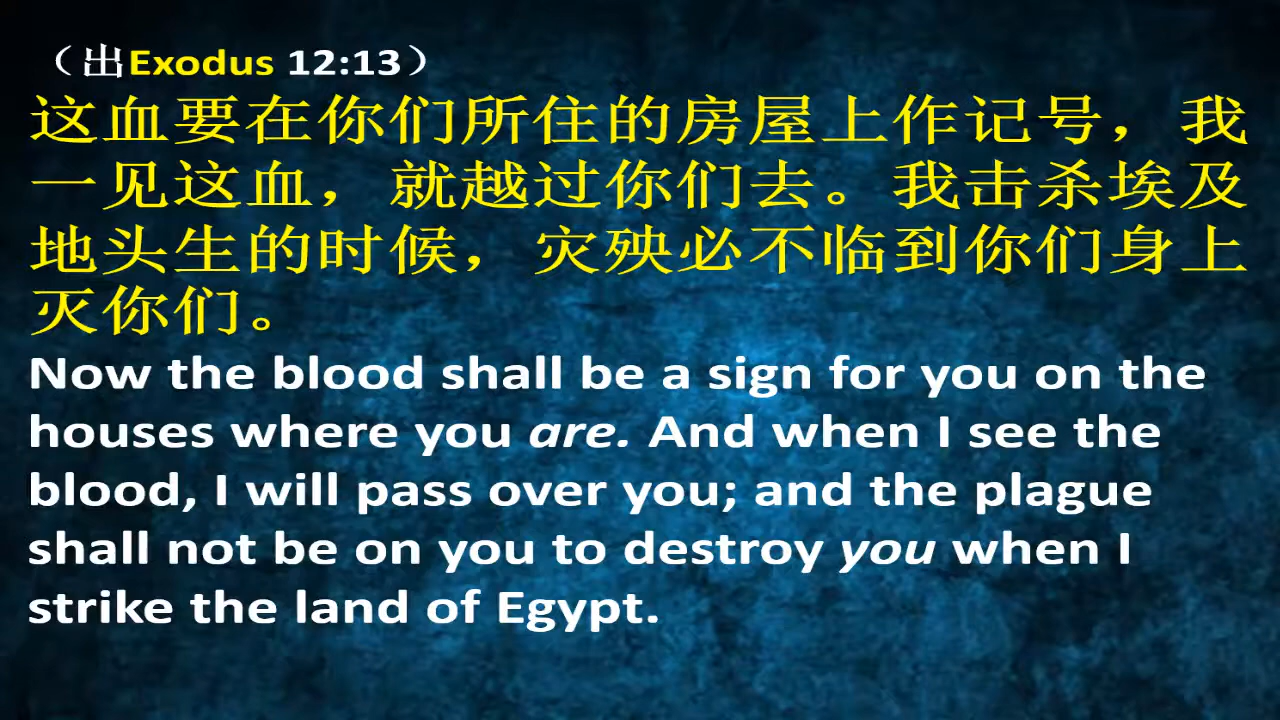 （出Exodus 12:13）
这血要在你们所住的房屋上作记号，我
一见这血，就越过你们去。我击杀埃及
地头生的时候，灾殃必不临到你们身上
灭你们。
Now the blood shall be a sign for you on the
houses where you are. And when I see the
blood, I will pass over you; and the plague
shall not be on you to destroy you when I
strike the land of Egypt.